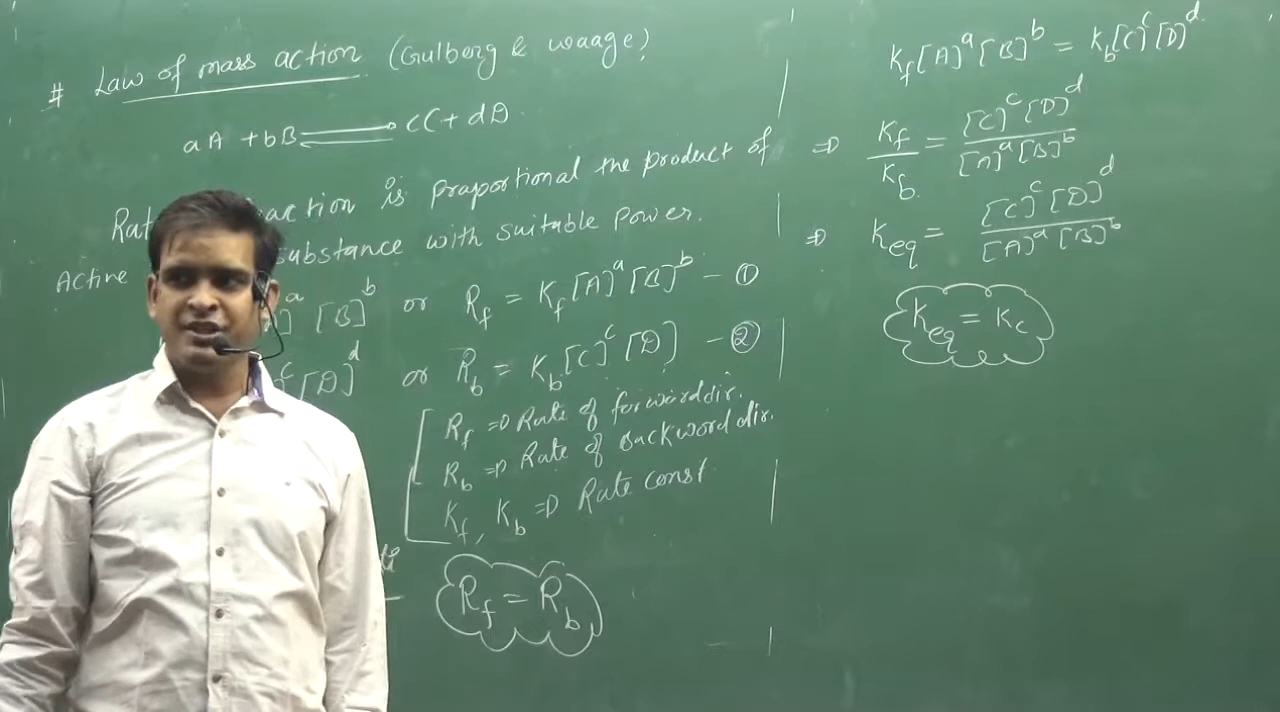 # Law of mass action (Gulberg & waage)
aA + bB ⇌ cC + dD
Rat action is praportional the product of
Active substance with suitable power.
]ᵃ [B]ᵇ or R_f = K_f [A]ᵃ [B]ᵇ – ①
ᶜ [D]ᵈ or R_b = K_b [C]ᶜ [D] – ②
R_f ⇒ Rate of forward dir.
R_b ⇒ Rate of Backword dir.
K_f, K_b ⇒ Rate const.
R_f = R_b
K_f [A]ᵃ [B]ᵇ = K_b [C]ᶜ [D]ᵈ
⇒ K_f / K_b = [C]ᶜ [D]ᵈ / [A]ᵃ [B]ᵇ
⇒ K_eq = [C]ᶜ [D]ᵈ / [A]ᵃ [B]ᵇ
K_eq = K_c